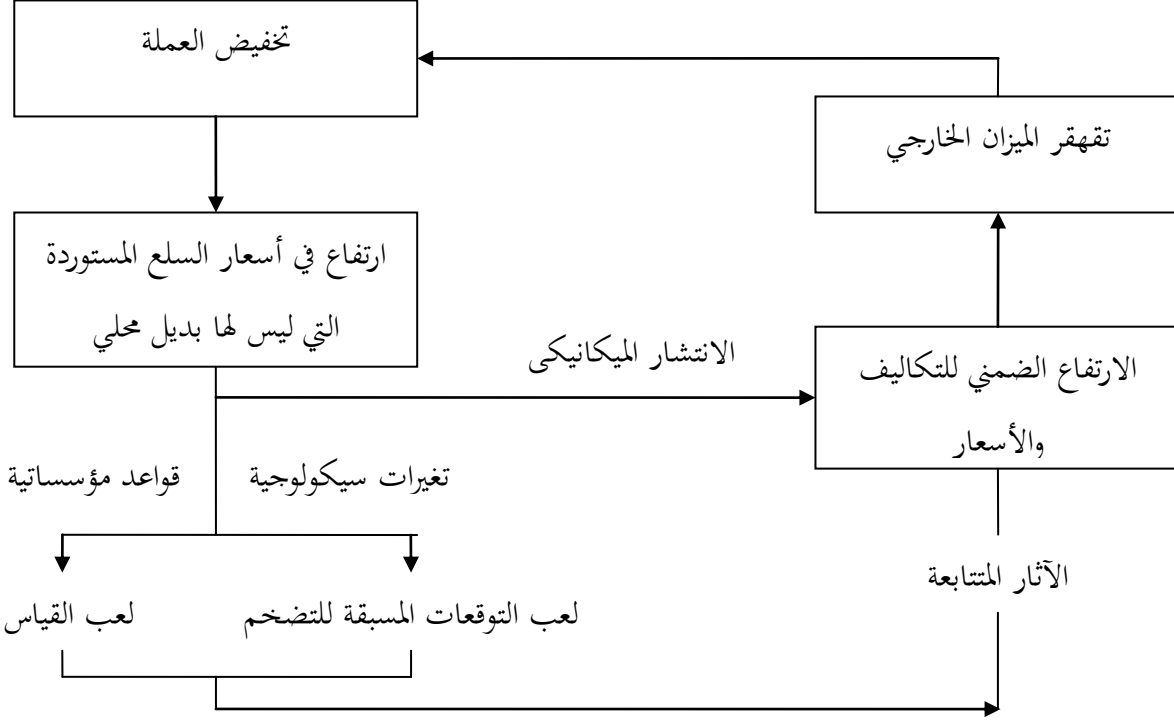 تخفيض العملة
تقهقر الميزان الخارجي
ارتفاع في أسعار السلع المستوردة
التي ليس لها بديل محلي
الانتشار الميكانيكى
الارتفاع الضمني للتكاليف
والأسعار
تغيرات سيكولوجية
قواعد مؤسساتية
الآثار المتتابعة
لعب التوقعات المسبقة للتضخم
لعب القياس